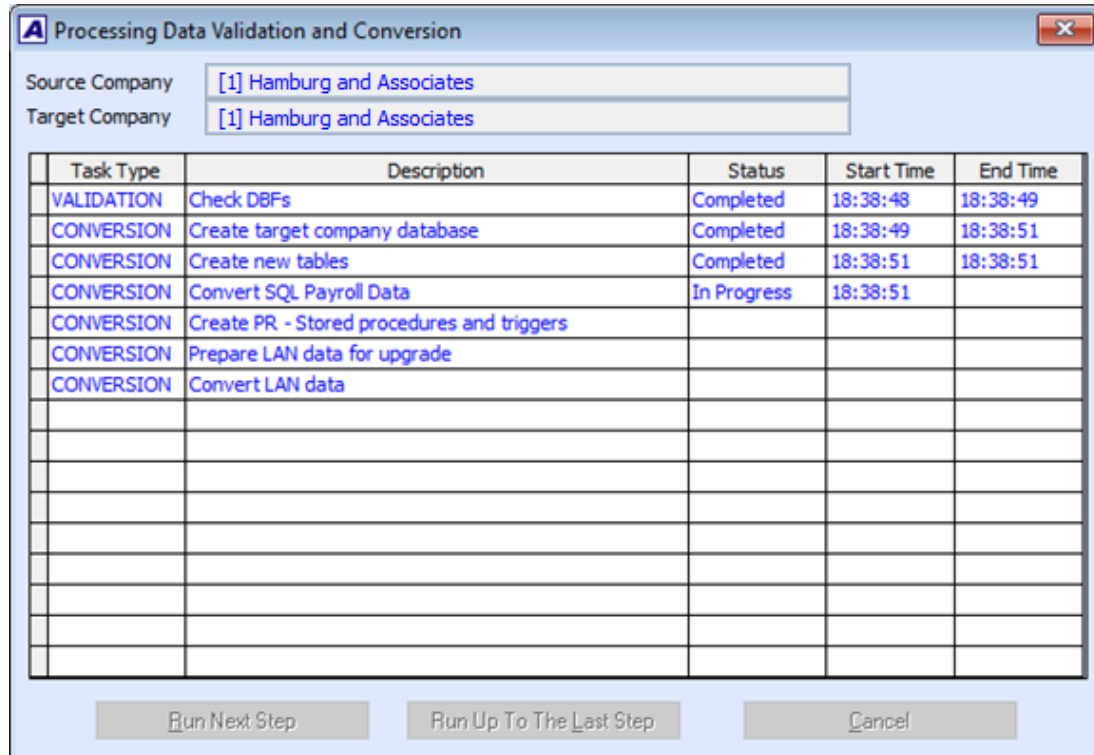 A Processing Data Validation and Conversion
Source Company [1] Hamburg and Associates
Target Company [1] Hamburg and Associates
Task Type Description Status Start Time End Time
VALIDATION Check DBFs Completed 18:38:48 18:38:49
CONVERSION Create target company database Completed 18:38:49 18:38:51
CONVERSION Create new tables Completed 18:38:51 18:38:51
CONVERSION Convert SQL Payroll Data In Progress 18:38:51
CONVERSION Create PR - Stored procedures and triggers
CONVERSION Prepare LAN data for upgrade
CONVERSION Convert LAN data
Run Next Step Run Up To The Last Step Cancel